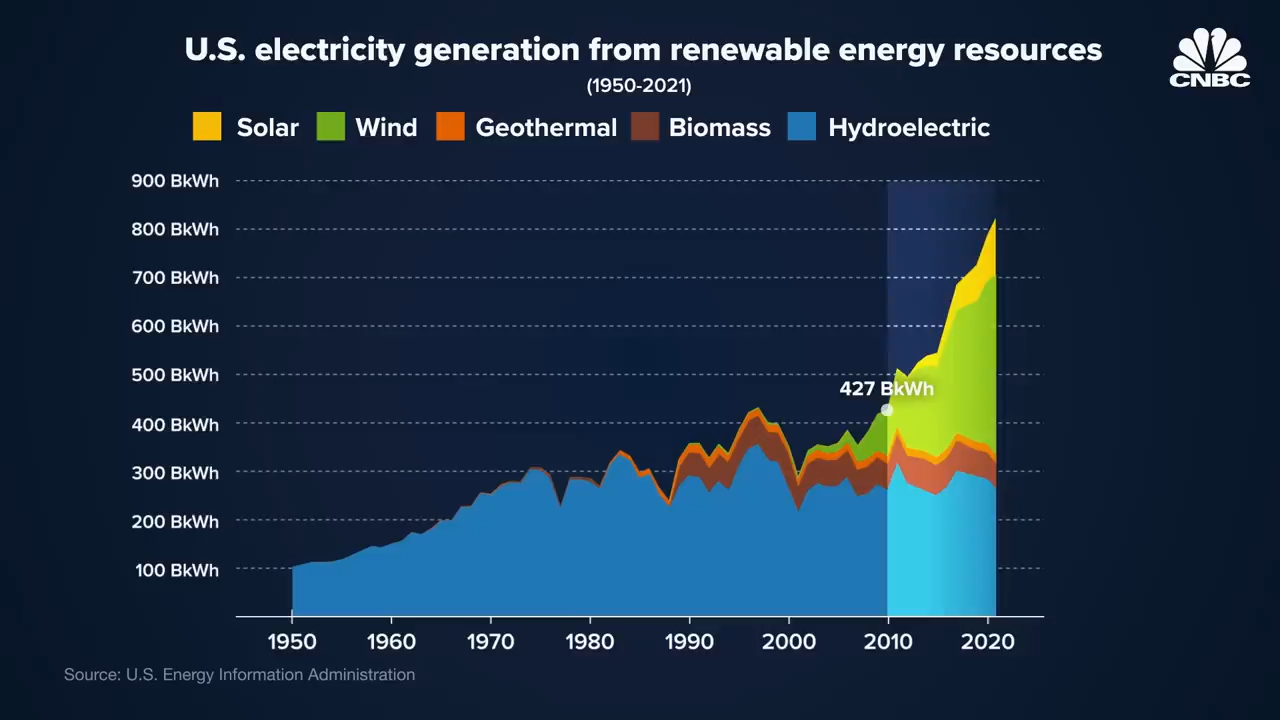 U.S. electricity generation from renewable energy resources
(1950-2021)
CNBC
Solar Wind Geothermal Biomass Hydroelectric
900 BkWh
800 BkWh
700 BkWh
600 BkWh
500 BkWh
427 BkWh
400 BkWh
300 BkWh
200 BkWh
100 BkWh
1950 1960 1970 1980 1990 2000 2010 2020
Source: U.S. Energy Information Administration